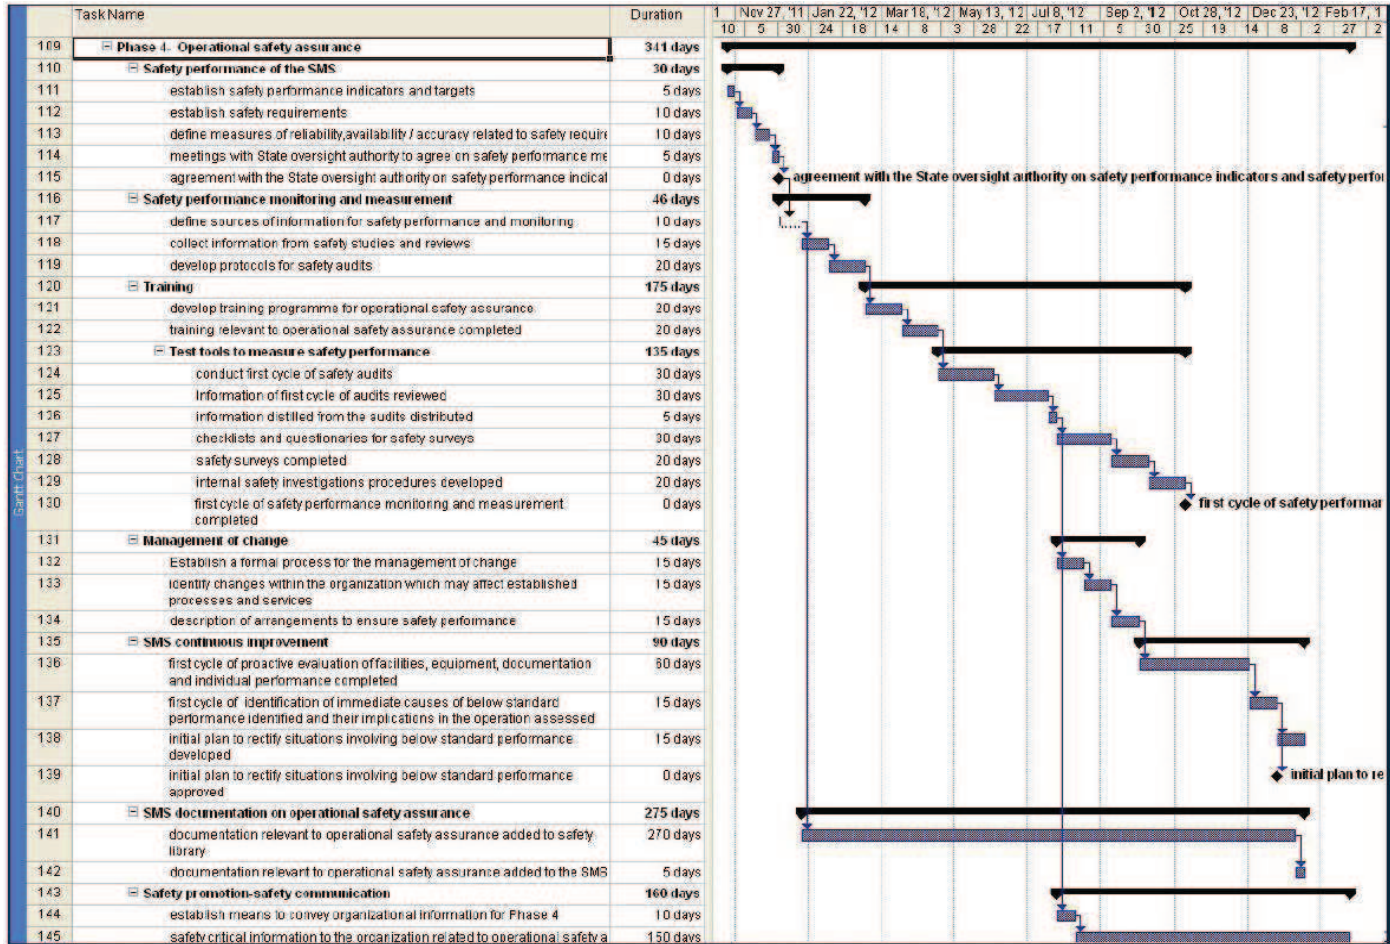 Task Name Duration 1 Nov 27, '11 Jan 22, '12 Mar 18, '12 May 13, '12 Jul 8, '12 Sep 2, '12 Oct 28, '12 Dec 23, '12 Feb 17, '1
10 5 30 24 18 14 8 3 28 22 17 11 5 30 25 19 14 8 2 27 2
109 Phase 4- Operational safety assurance 341 days
110 Safety performance of the SMS 30 days
111 establish safety performance indicators and targets 5 days
112 establish safety requirements 10 days
113 define measures of reliability,availability / accuracy related to safety require 10 days
114 meetings with State oversight authority to agree on safety performance me 5 days
115 agreement with the State oversight authority on safety performance indicat 0 days agreement with the State oversight authority on safety performance indicators and safety perfor
116 Safety performance monitoring and measurement 46 days
117 define sources of information for safety performance and monitoring 10 days
118 collect information from safety studies and reviews 15 days
119 develop protocols for safety audits 20 days
120 Training 175 days
121 develop training programme for operational safety assurance 20 days
122 training relevant to operational safety assurance completed 20 days
123 Test tools to measure safety performance 135 days
124 conduct first cycle of safety audits 30 days
125 Information of first cycle of audits reviewed 30 days
126 information distilled from the audits distributed 5 days
127 checklists and questionaries for safety surveys 30 days
128 safety surveys completed 20 days
129 internal safety investigations procedures developed 20 days
130 first cycle of safety performance monitoring and measurement 0 days first cycle of safety performar
completed
131 Management of change 45 days
132 Establish a formal process for the management of change 15 days
133 identify changes within the organization which may affect established 15 days
processes and services
134 description of arrangements to ensure safety performance 15 days
135 SMS continuous improvement 90 days
136 first cycle of proactive evaluation of facilities, equipment, documentation 60 days
and individual performance completed
137 first cycle of identification of immediate causes of below standard 15 days
performance identified and their implications in the operation assessed
138 initial plan to rectify situations involving below standard performance 15 days
developed
139 initial plan to rectify situations involving below standard performance 0 days initial plan to re
approved
140 SMS documentation on operational safety assurance 275 days
141 documentation relevant to operational safety assurance added to safety 270 days
library
142 documentation relevant to operational safety assurance added to the SMS 5 days
143 Safety promotion-safety communication 160 days
144 establish means to convey organizational information for Phase 4 10 days
145 safety critical information to the organization related to operational safety a 150 days
Gantt Chart